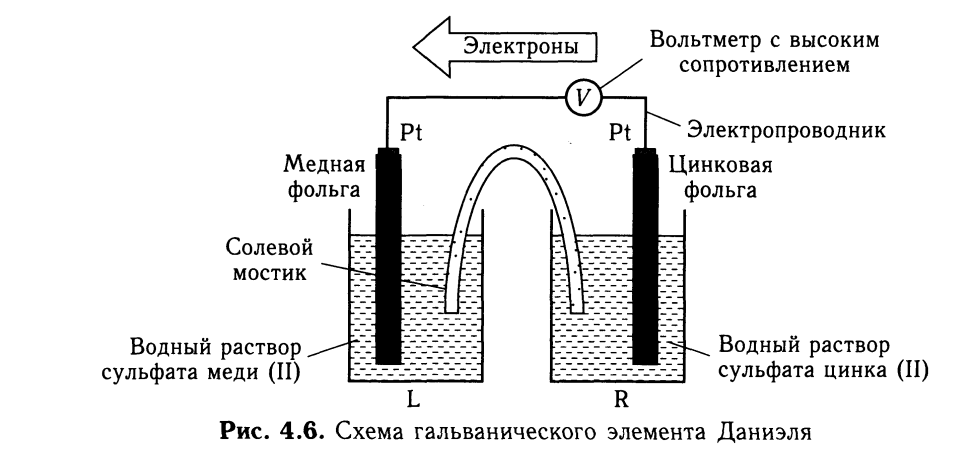 Электроны
Вольтметр с высоким
сопротивлением
V
Pt
Pt
Электропроводник
Медная
фольга
Цинковая
фольга
Солевой
мостик
Водный раствор
сульфата меди (II)
Водный раствор
сульфата цинка (II)
L
R
Рис. 4.6. Схема гальванического элемента Даниэля